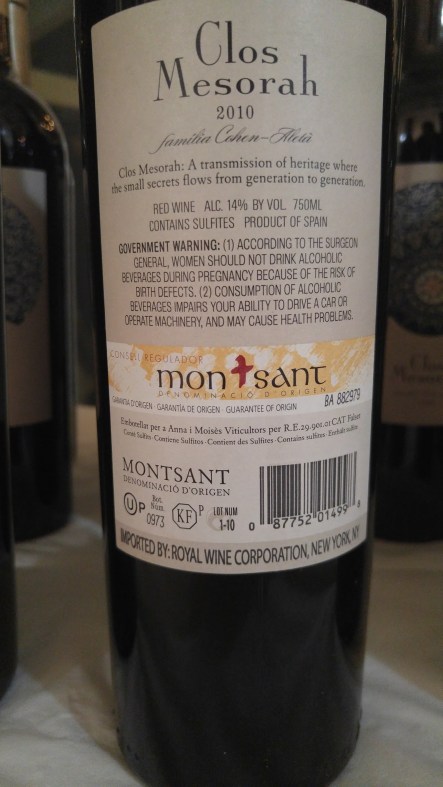 Clos
Mesorah
2010
família Cohen-Aletà
Clos Mesorah: A transmission of heritage where
the small secrets flows from generation to generation.
RED WINE ALC. 14% BY VOL. 750ML
CONTAINS SULFITES PRODUCT OF SPAIN
GOVERNMENT WARNING: (1) ACCORDING TO THE SURGEON
GENERAL, WOMEN SHOULD NOT DRINK ALCOHOLIC
BEVERAGES DURING PREGNANCY BECAUSE OF THE RISK OF
BIRTH DEFECTS. (2) CONSUMPTION OF ALCOHOLIC
BEVERAGES IMPAIRS YOUR ABILITY TO DRIVE A CAR OR
OPERATE MACHINERY, AND MAY CAUSE HEALTH PROBLEMS.
CONSELL REGULADOR
montsant
DENOMINACIÓ D'ORIGEN
GARANTIA D'ORIGEN · GARANTÍA DE ORIGEN · GUARANTEE OF ORIGIN
BA 882979
Embotellat per a Anna i Moisès Viticultors per R.E.29.901.01 CAT Falset
Conté Sulfits · Contiene Sulfitos · Contient des Sulfites · Contains sulfites · Enthält sulfite
MONTSANT
DENOMINACIÓ D'ORIGEN
U P
Bot.
Núm.
0973
KF P
LOT NUM
1-10
0 87752 01499 8
IMPORTED BY: ROYAL WINE CORPORATION, NEW YORK, NY
Clos